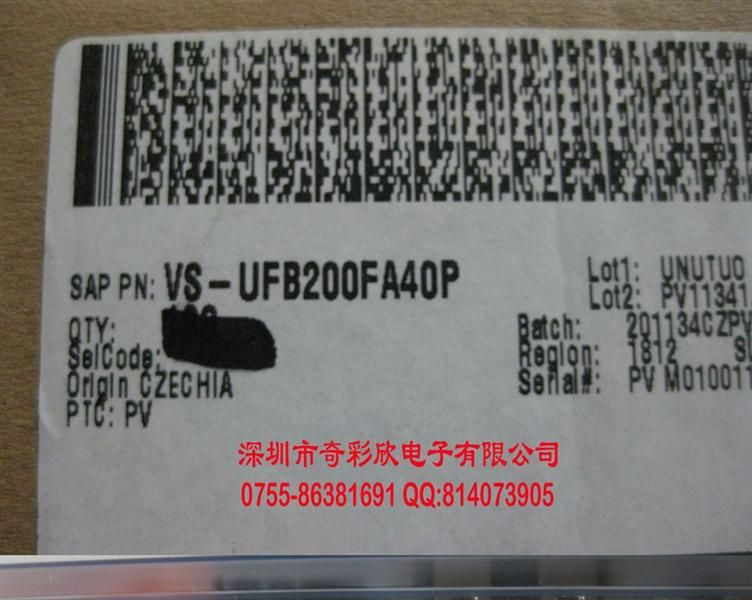 SAP PN: VS-UFB200FA40P
QTY:
SelCode:
Origin CZECHIA
PTC: PV
Lot1: UNUTUO
Lot2: PV11341
Batch: 201134CZPV
Region: 1812
Serial#: PV M010011
深圳市奇彩欣电子有限公司
0755-86381691 QQ:814073905